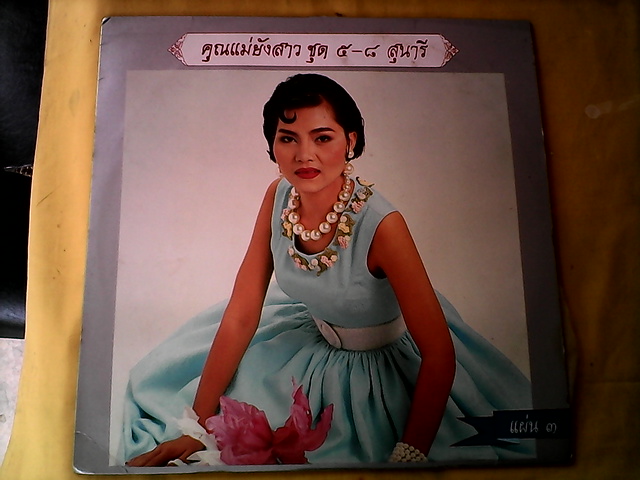 คุณแม่ยังสาว ชุด ๕-๘ สุนารี
แผ่น ๓